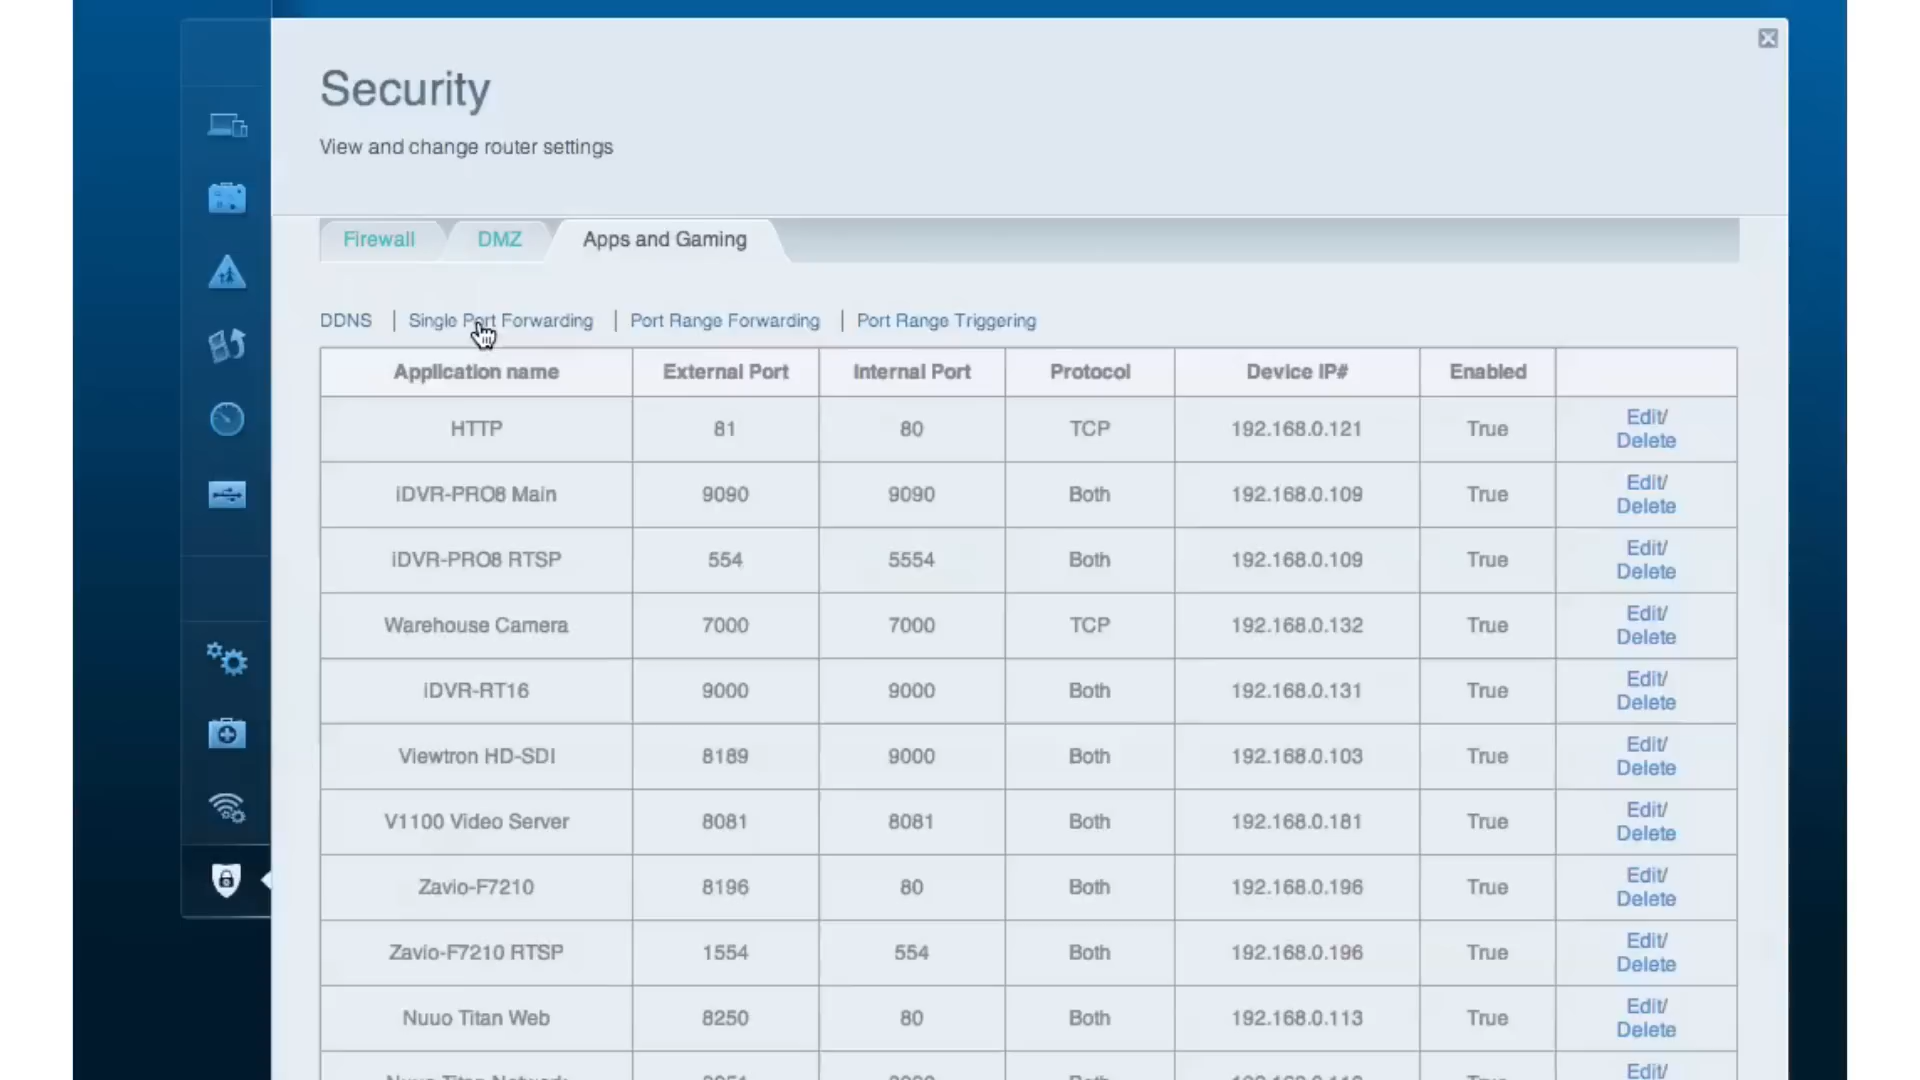 Security
View and change router settings
Firewall DMZ Apps and Gaming
DDNS | Single Port Forwarding | Port Range Forwarding | Port Range Triggering
Application name External Port Internal Port Protocol Device IP# Enabled
HTTP 81 80 TCP 192.168.0.121 True Edit/
Delete
iDVR-PRO8 Main 9090 9090 Both 192.168.0.109 True Edit/
Delete
iDVR-PRO8 RTSP 554 5554 Both 192.168.0.109 True Edit/
Delete
Warehouse Camera 7000 7000 TCP 192.168.0.132 True Edit/
Delete
iDVR-RT16 9000 9000 Both 192.168.0.131 True Edit/
Delete
Viewtron HD-SDI 8189 9000 Both 192.168.0.103 True Edit/
Delete
V1100 Video Server 8081 8081 Both 192.168.0.181 True Edit/
Delete
Zavio-F7210 8196 80 Both 192.168.0.196 True Edit/
Delete
Zavio-F7210 RTSP 1554 554 Both 192.168.0.196 True Edit/
Delete
Nuuo Titan Web 8250 80 Both 192.168.0.113 True Edit/
Delete
Nuuo Titan Network Both True Edit/